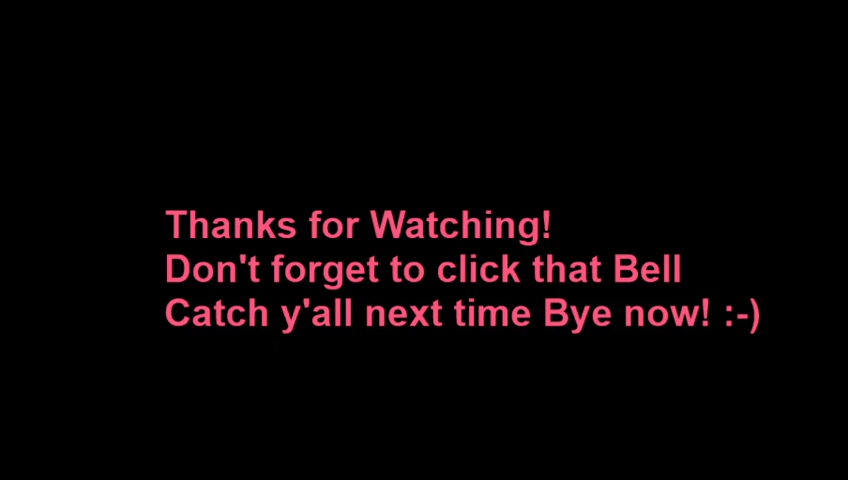 Thanks for Watching!
Don't forget to click that Bell
Catch y'all next time Bye now! :-)